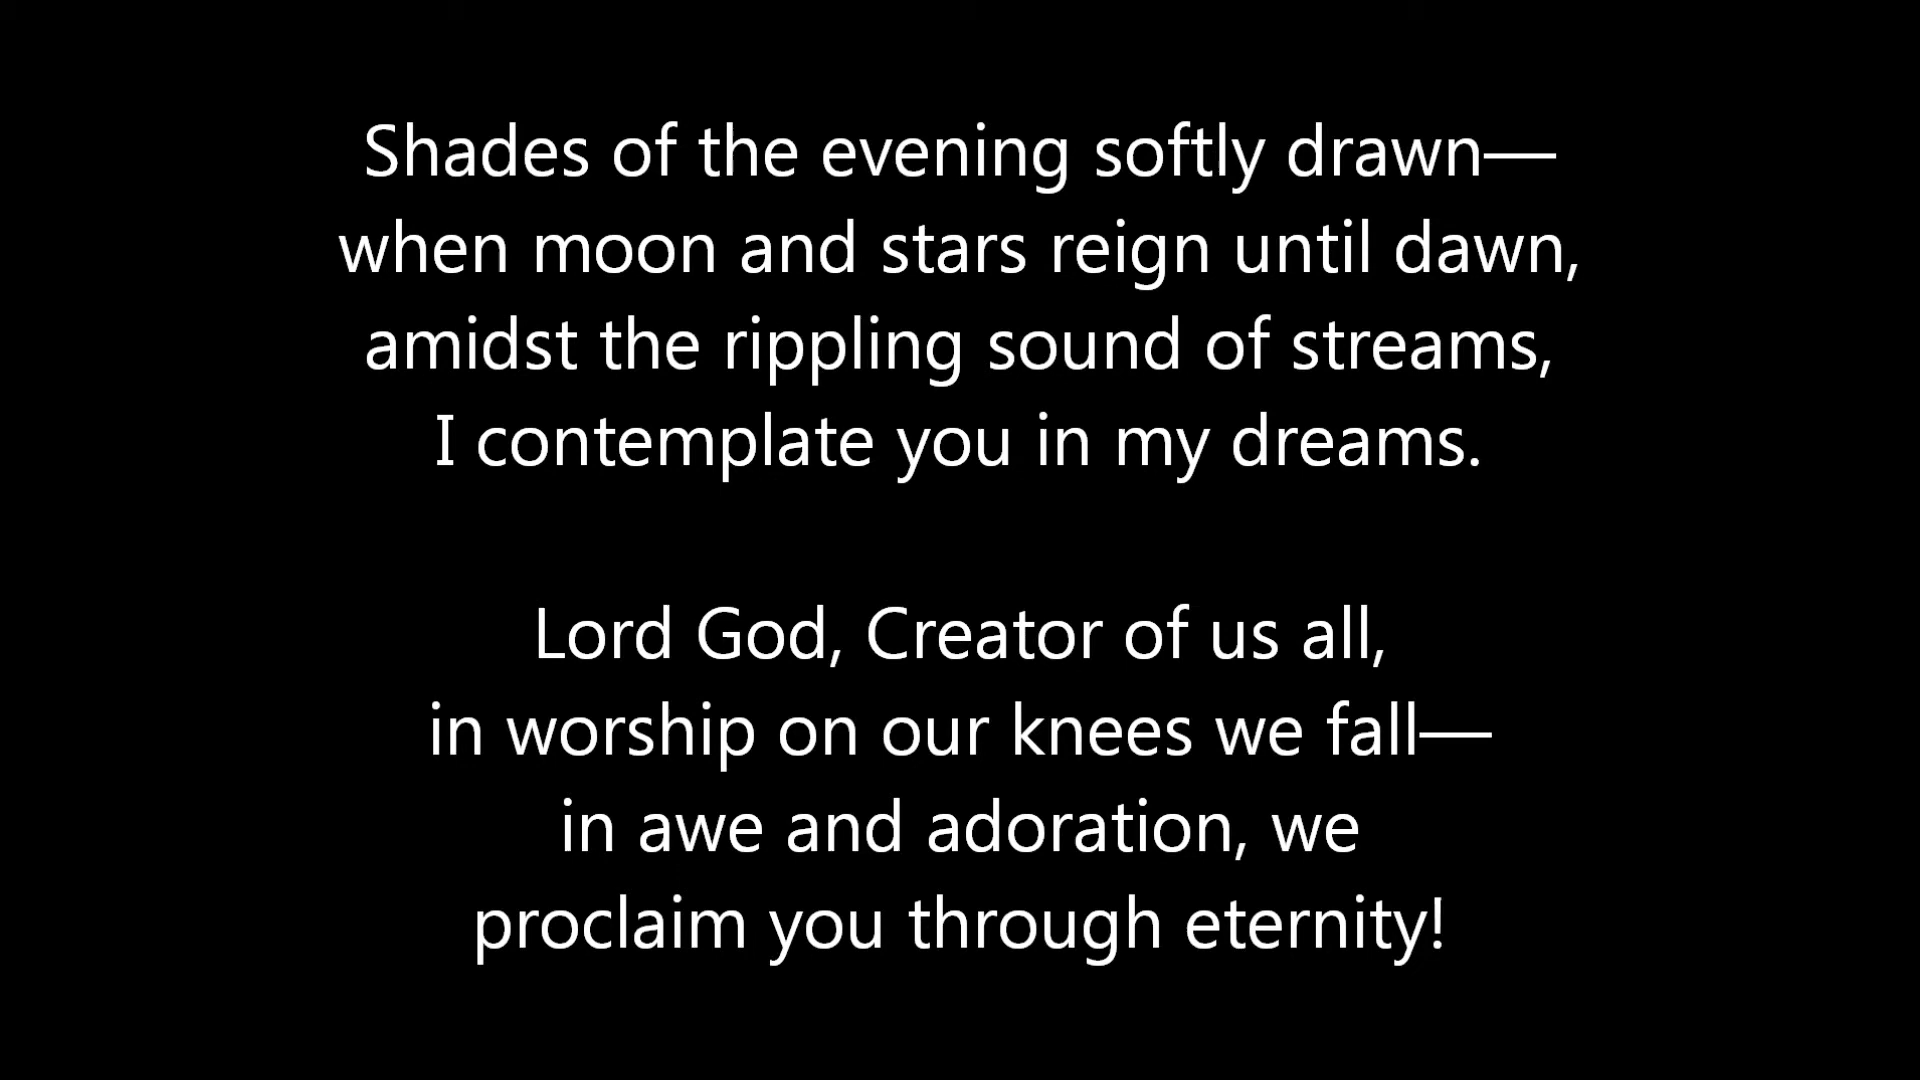 Shades of the evening softly drawn—
when moon and stars reign until dawn,
amidst the rippling sound of streams,
I contemplate you in my dreams.
Lord God, Creator of us all,
in worship on our knees we fall—
in awe and adoration, we
proclaim you through eternity!